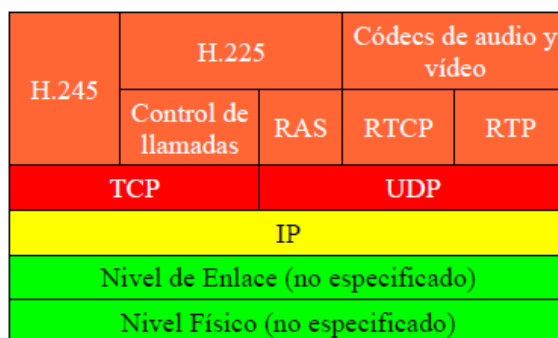 H.245
H.225
Códecs de audio y
vídeo
Control de
llamadas
RAS
RTCP
RTP
TCP
UDP
IP
Nivel de Enlace (no especificado)
Nivel Físico (no especificado)